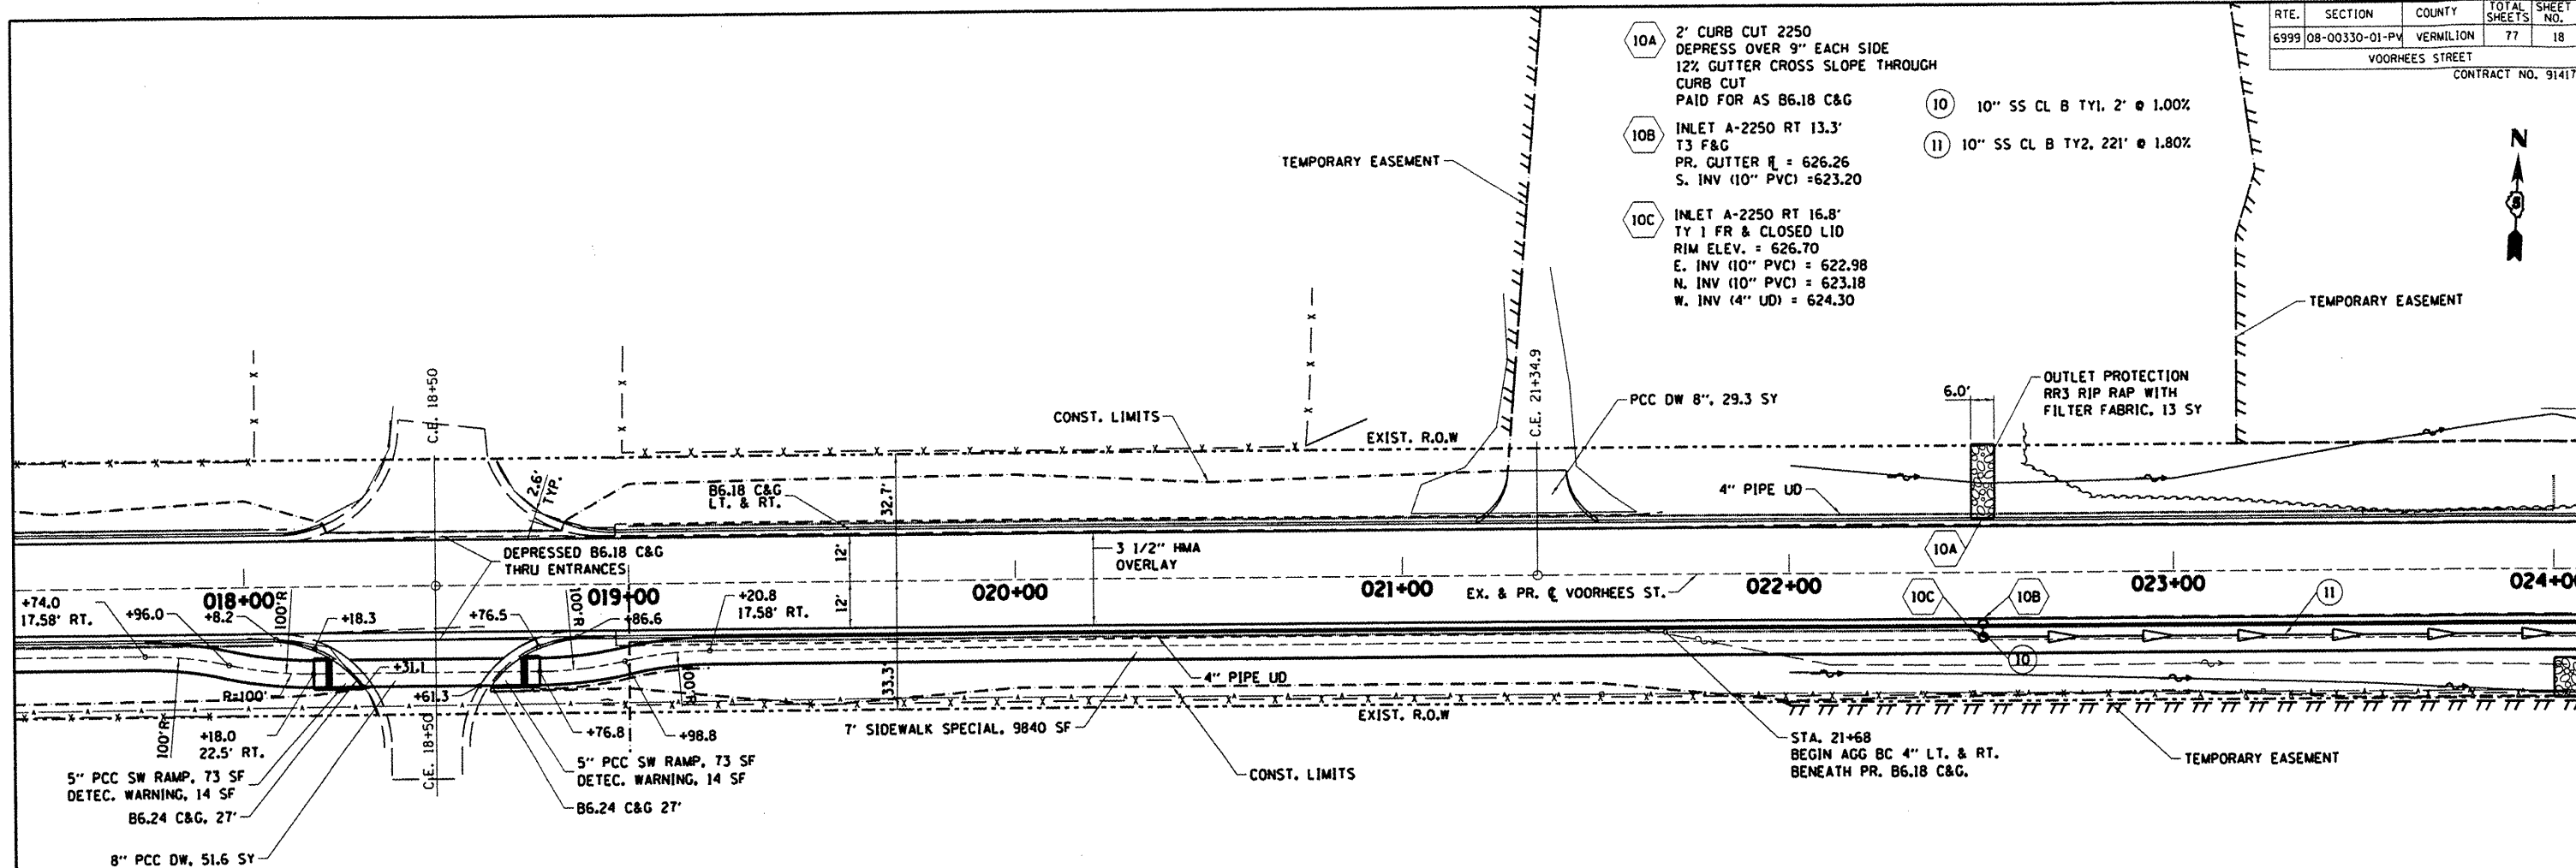 RTE. SECTION COUNTY TOTAL SHEETS SHEET NO.
6999 08-00330-01-PV VERMILION 77 18
VOORHEES STREET
CONTRACT NO. 91417
10A
2' CURB CUT 2250
DEPRESS OVER 9" EACH SIDE
12% GUTTER CROSS SLOPE THROUGH
CURB CUT
PAID FOR AS B6.18 C&G
10B
INLET A-2250 RT 13.3'
T3 F&G
PR. GUTTER ℄ = 626.26
S. INV (10" PVC) =623.20
10C
INLET A-2250 RT 16.8'
TY 1 FR & CLOSED LID
RIM ELEV. = 626.70
E. INV (10" PVC) = 622.98
N. INV (10" PVC) = 623.18
W. INV (4" UD) = 624.30
10 10" SS CL B TY1, 2' @ 1.00%
11 10" SS CL B TY2, 221' @ 1.80%
N
S
TEMPORARY EASEMENT
TEMPORARY EASEMENT
C.E. 18+50
C.E. 21+34.9
CONST. LIMITS
EXIST. R.O.W
PCC DW 8", 29.3 SY
6.0'
OUTLET PROTECTION
RR3 RIP RAP WITH
FILTER FABRIC, 13 SY
2.6'
TYP.
B6.18 C&G
LT. & RT.
32.7'
4" PIPE UD
DEPRESSED B6.18 C&G
THRU ENTRANCES
12'
12'
3 1/2" HMA
OVERLAY
10A
018+00
019+00
020+00
021+00
022+00
023+00
024+00
EX. & PR. ℄ VOORHEES ST.
10C
10B
11
10
+74.0
17.58' RT.
+96.0
+8.2
100'R
+18.3
+76.5
100'R
+86.6
+20.8
17.58' RT.
R=100'
+31.1
+61.3
100'R
33.3'
4" PIPE UD
100'R
+18.0
22.5' RT.
C.E. 18+50
+76.8
+98.8
7' SIDEWALK SPECIAL, 9840 SF
EXIST. R.O.W
5" PCC SW RAMP, 73 SF
DETEC. WARNING, 14 SF
B6.24 C&G, 27'
8" PCC DW, 51.6 SY
5" PCC SW RAMP, 73 SF
DETEC. WARNING, 14 SF
B6.24 C&G 27'
CONST. LIMITS
STA. 21+68
BEGIN AGG BC 4" LT. & RT.
BENEATH PR. B6.18 C&G.
TEMPORARY EASEMENT